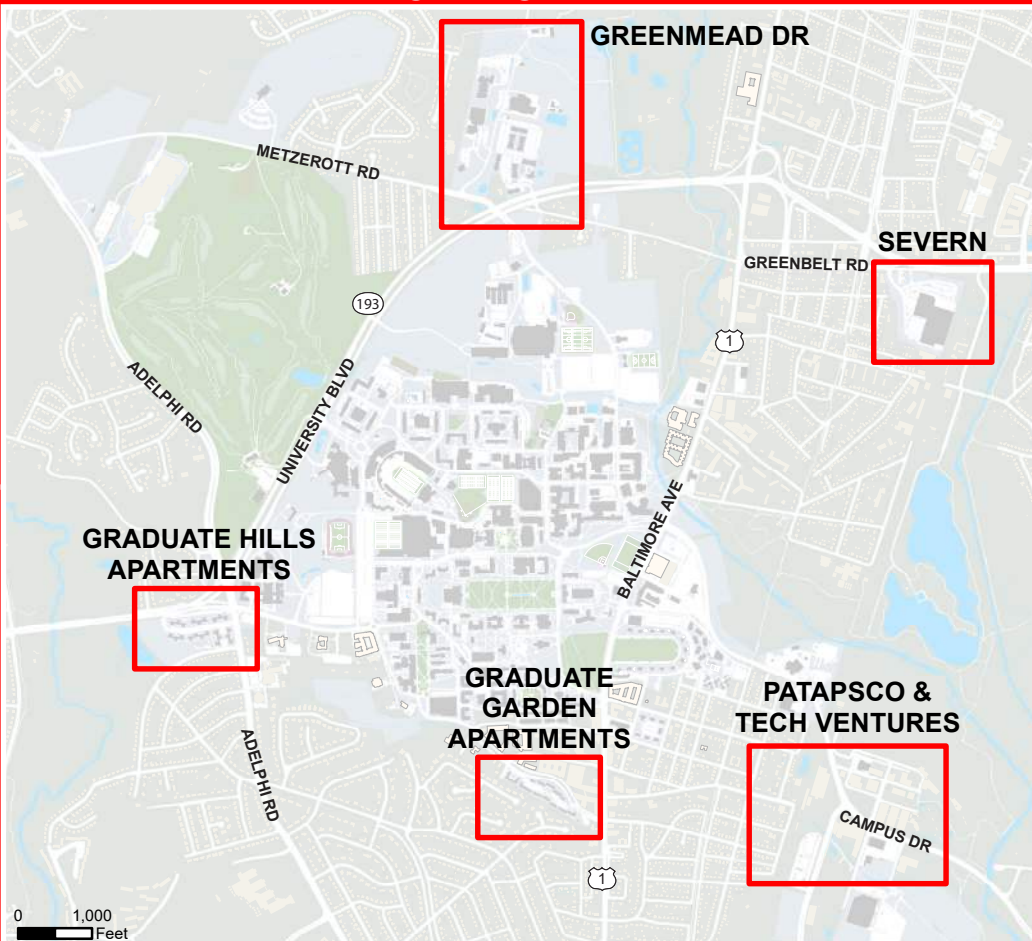 GREENMEAD DR
METZEROTT RD
SEVERN
GREENBELT RD
193
1
ADELPHI RD
UNIVERSITY BLVD
BALTIMORE AVE
GRADUATE HILLS
APARTMENTS
GRADUATE
GARDEN
APARTMENTS
PATAPSCO &
TECH VENTURES
ADELPHI RD
CAMPUS DR
1
0 1,000
Feet